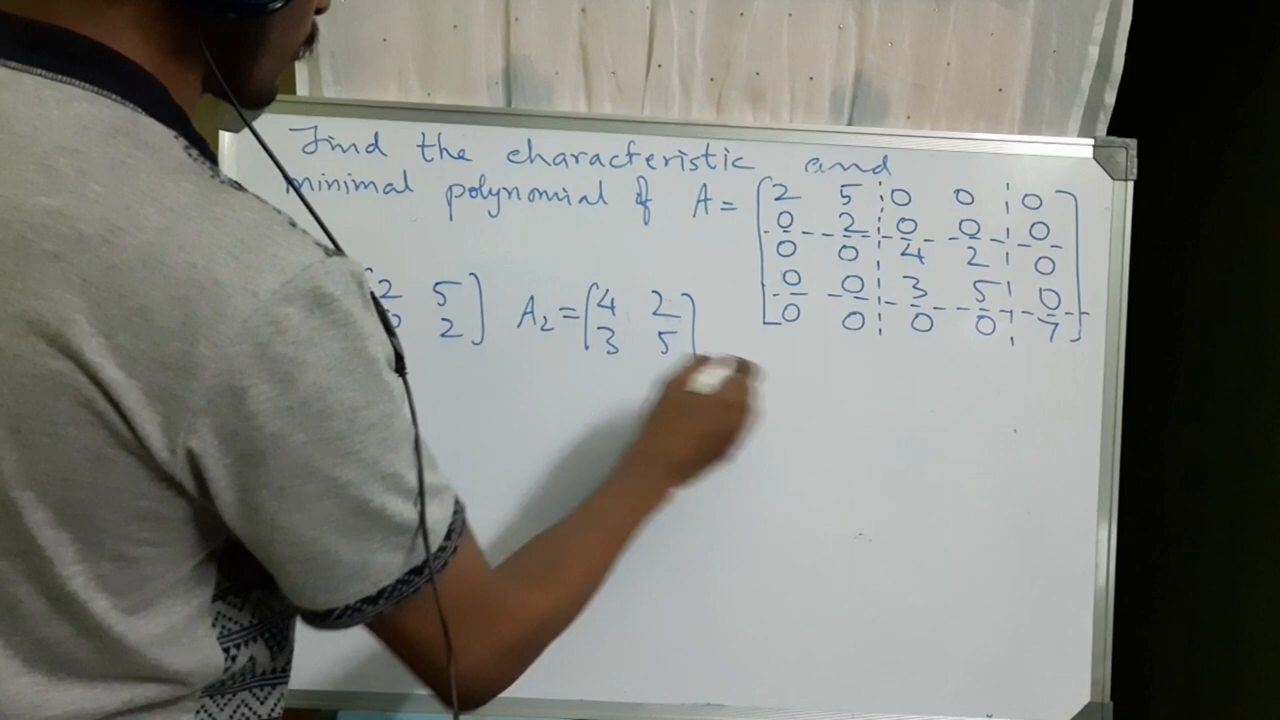 Find the characteristic and
minimal polynomial of A =
2 5 0 0 0
0 2 0 0 0
0 0 4 2 0
0 0 3 5 0
0 0 0 0 7
2 5
2
A2 =
4 2
3 5